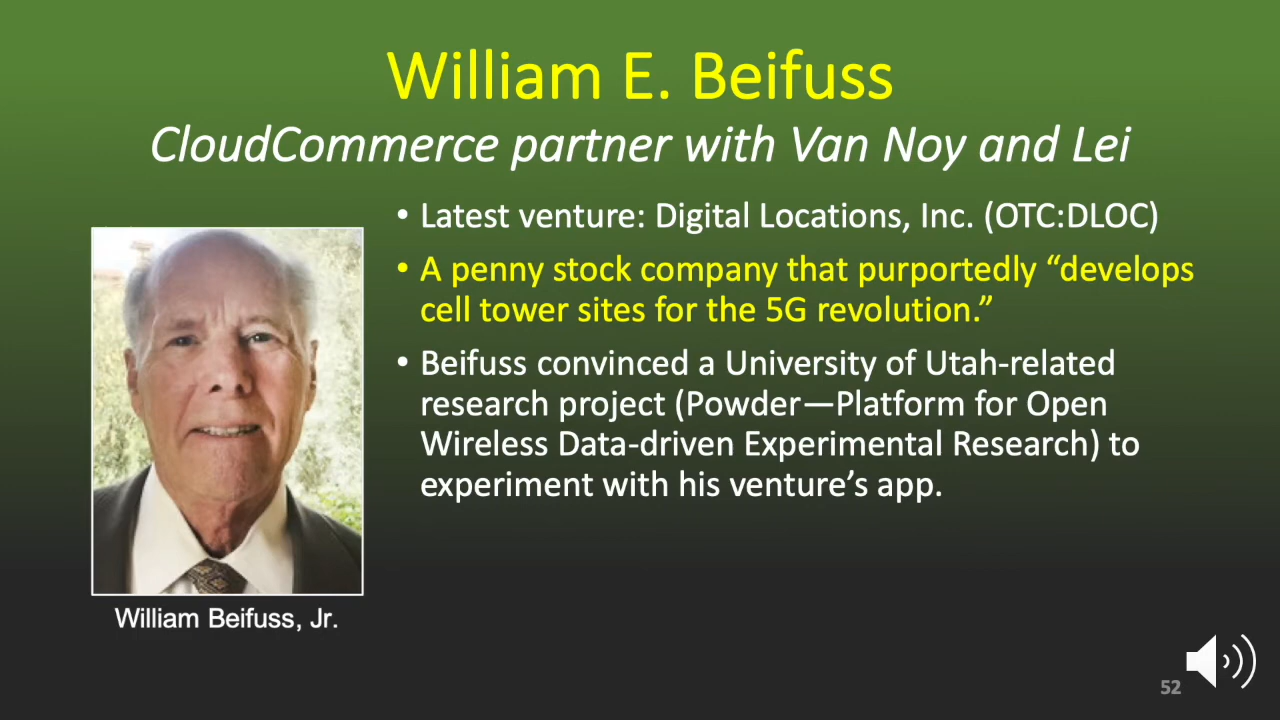 William E. Beifuss
CloudCommerce partner with Van Noy and Lei
• Latest venture: Digital Locations, Inc. (OTC:DLOC)
• A penny stock company that purportedly “develops
cell tower sites for the 5G revolution.”
• Beifuss convinced a University of Utah-related
research project (Powder—Platform for Open
Wireless Data-driven Experimental Research) to
experiment with his venture’s app.
William Beifuss, Jr.
52